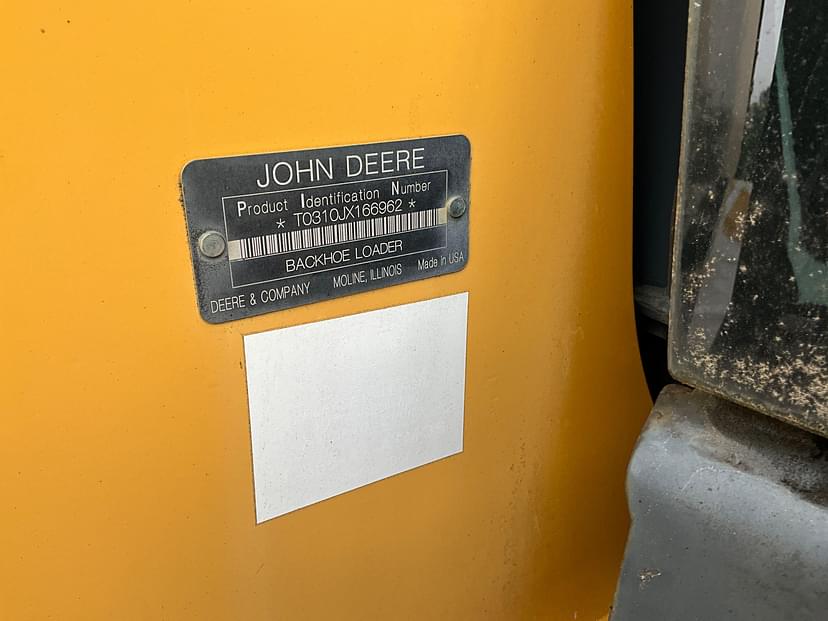 JOHN DEERE
Product Identification Number
* T0310JX166962 *
BACKHOE LOADER
DEERE & COMPANY MOLINE, ILLINOIS Made In USA